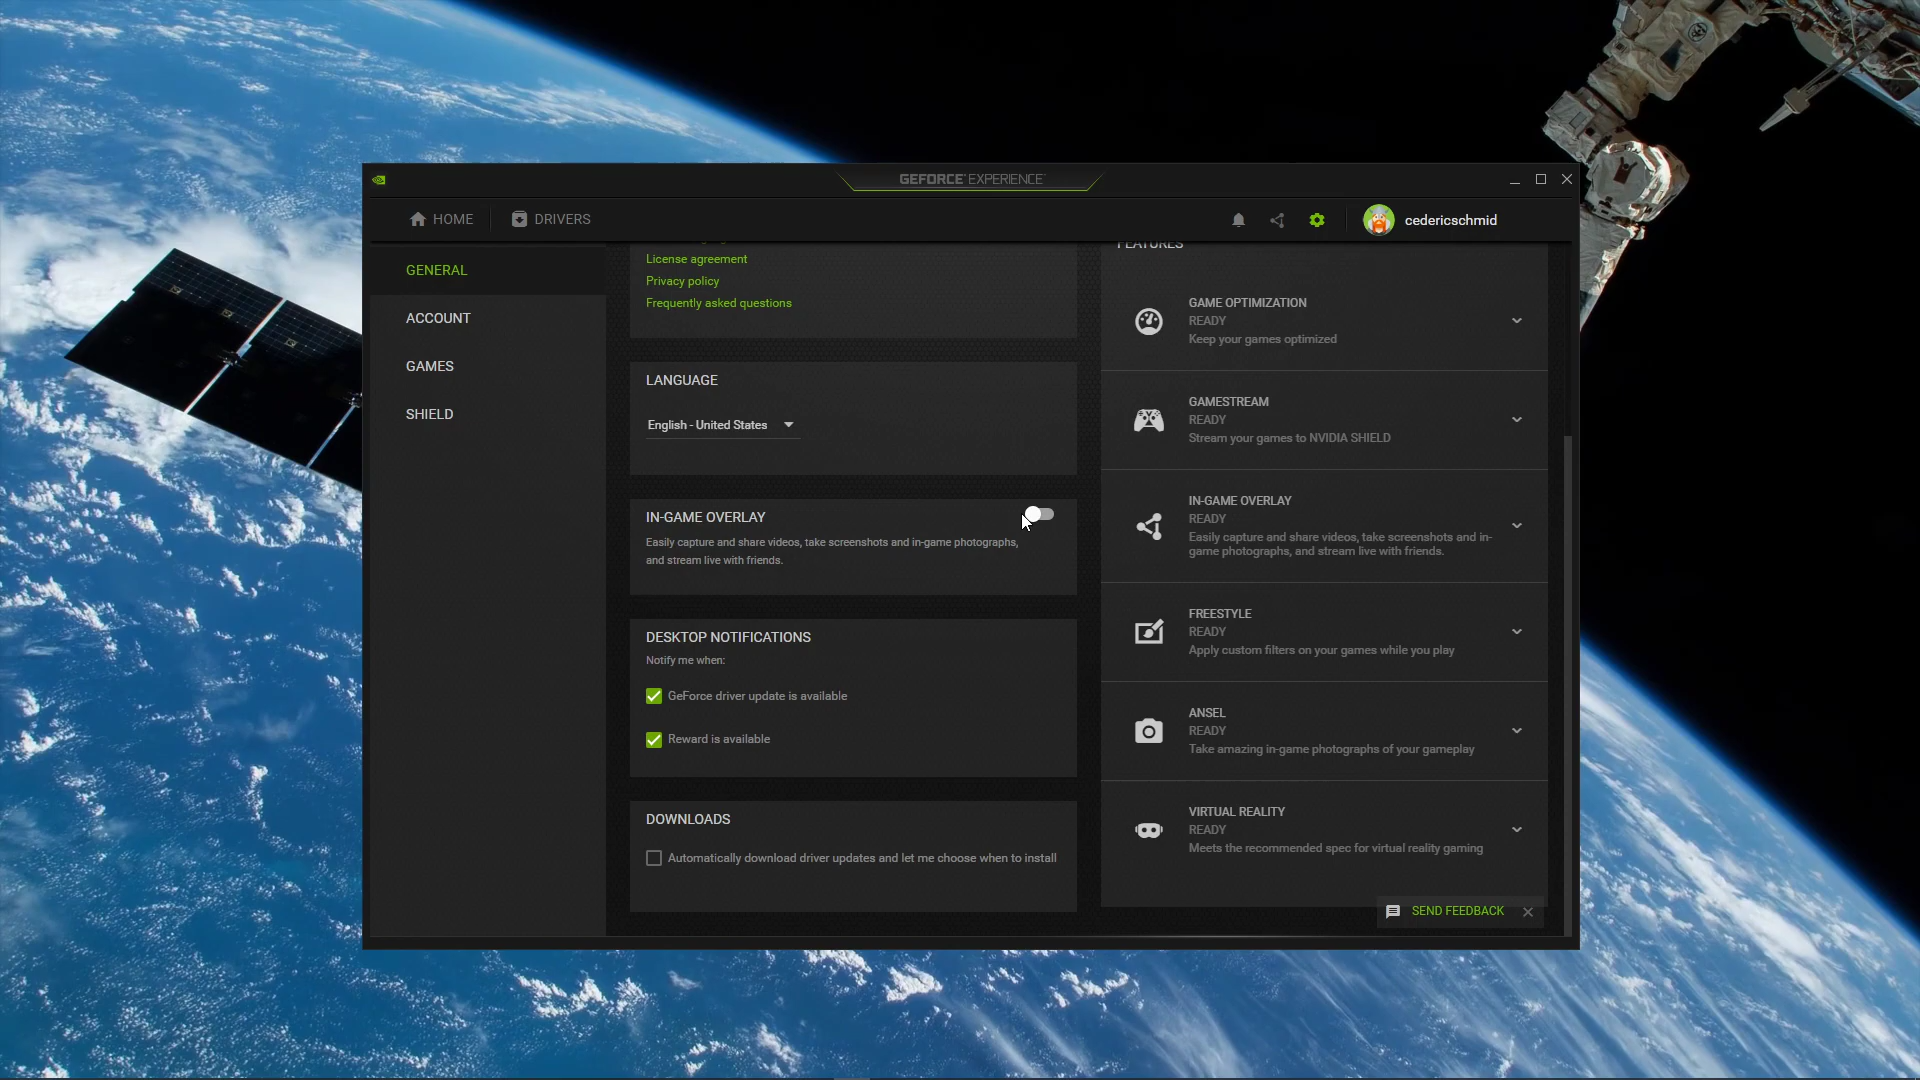 GEFORCE EXPERIENCE
HOME
DRIVERS
cedericschmid
GENERAL
ACCOUNT
GAMES
SHIELD
License agreement
Privacy policy
Frequently asked questions
LANGUAGE
English - United States
IN-GAME OVERLAY
Easily capture and share videos, take screenshots and in-game photographs,
and stream live with friends.
DESKTOP NOTIFICATIONS
Notify me when:
GeForce driver update is available
Reward is available
DOWNLOADS
Automatically download driver updates and let me choose when to install
FEATURES
GAME OPTIMIZATION
READY
Keep your games optimized
GAMESTREAM
READY
Stream your games to NVIDIA SHIELD
IN-GAME OVERLAY
READY
Easily capture and share videos, take screenshots and in-
game photographs, and stream live with friends.
FREESTYLE
READY
Apply custom filters on your games while you play
ANSEL
READY
Take amazing in-game photographs of your gameplay
VIRTUAL REALITY
READY
Meets the recommended spec for virtual reality gaming
SEND FEEDBACK